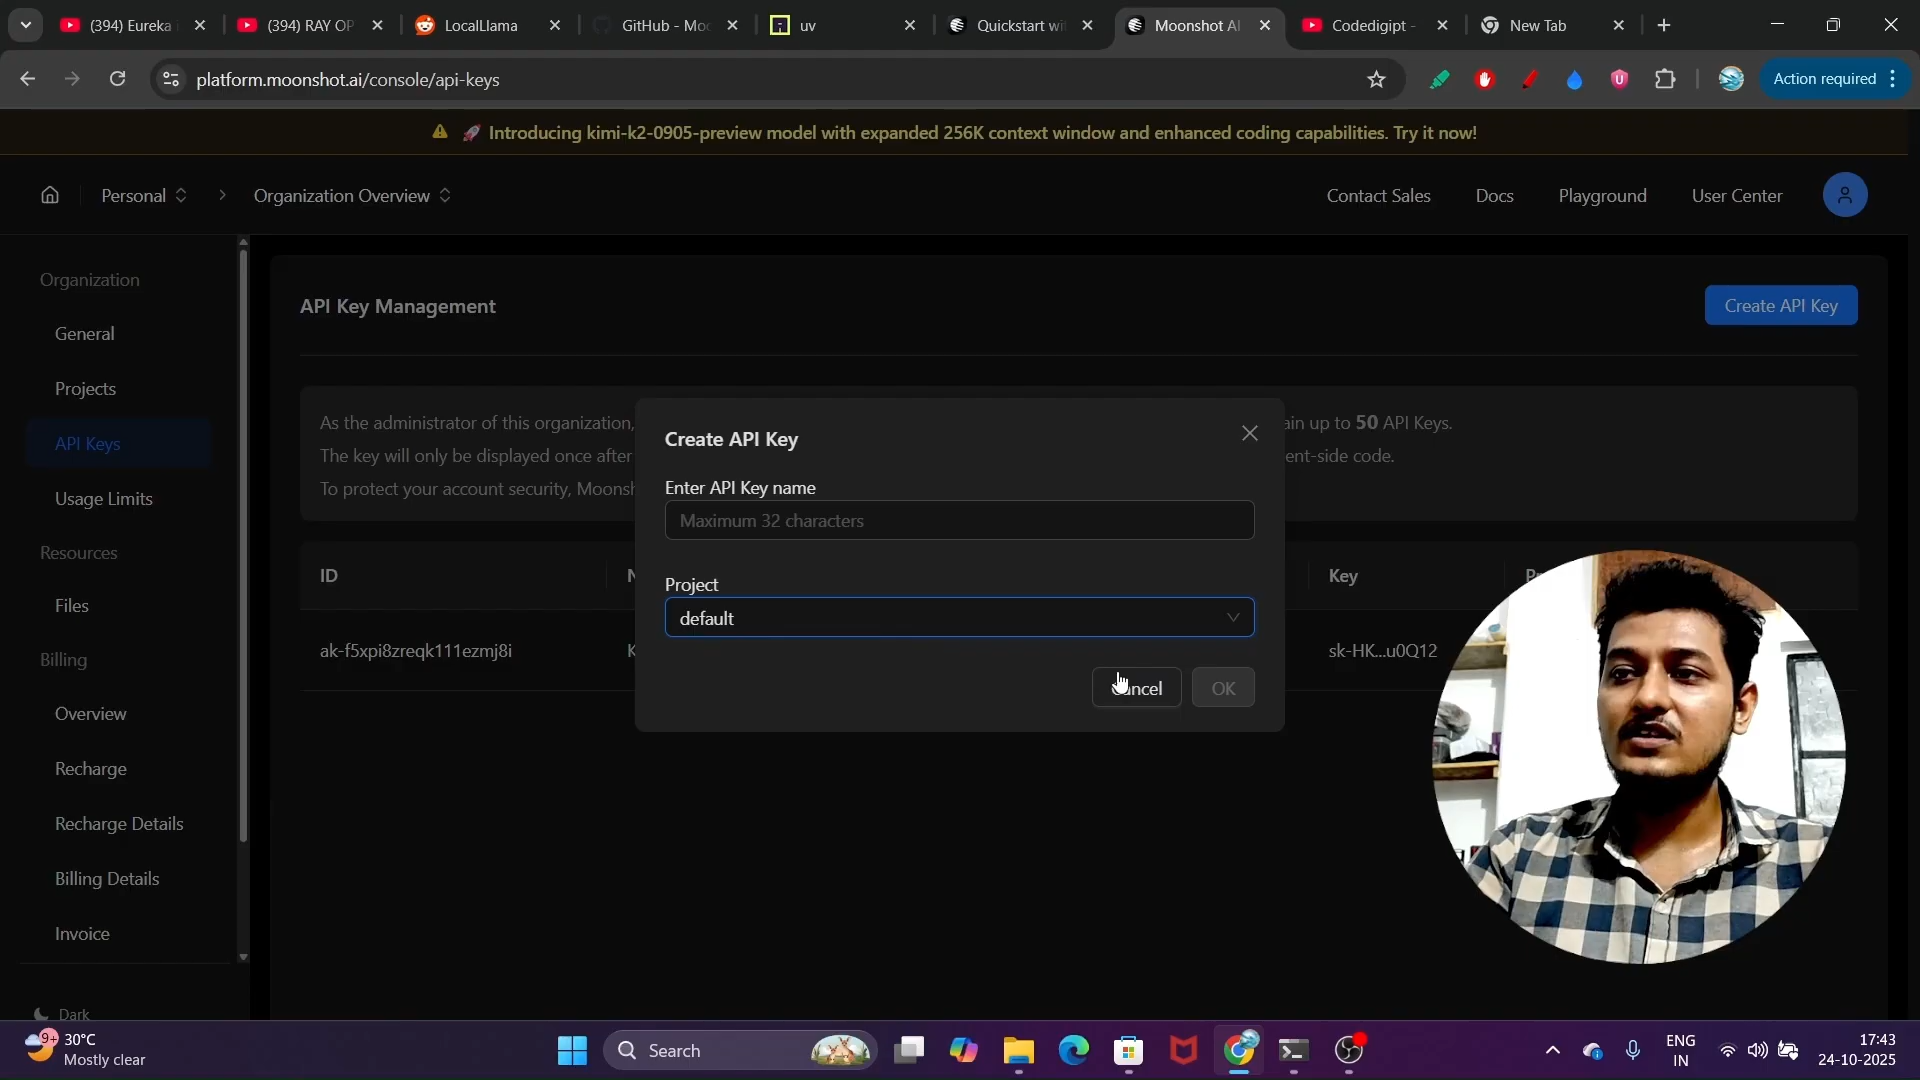 (394) Eureka
(394) RAY OP
LocalLlama
GitHub - Moo
uv
Quickstart wi
Moonshot AI
Codedigipt -
New Tab
platform.moonshot.ai/console/api-keys
Action required
Introducing kimi-k2-0905-preview model with expanded 256K context window and enhanced coding capabilities. Try it now!
Personal
Organization Overview
Contact Sales
Docs
Playground
User Center
Organization
General
Projects
API Keys
Usage Limits
Resources
Files
Billing
Overview
Recharge
Recharge Details
Billing Details
Invoice
Dark
API Key Management
Create API Key
As the administrator of this organization,
ain up to 50 API Keys.
The key will only be displayed once after
ent-side code.
To protect your account security, Moonsh
ID
Key
ak-f5xpi8zreqk111ezmj8i
K
sk-HK...u0Q12
Create API Key
Enter API Key name
Maximum 32 characters
Project
default
Cancel
OK
9+
30°C
Mostly clear
Search
ENG
IN
17:43
24-10-2025